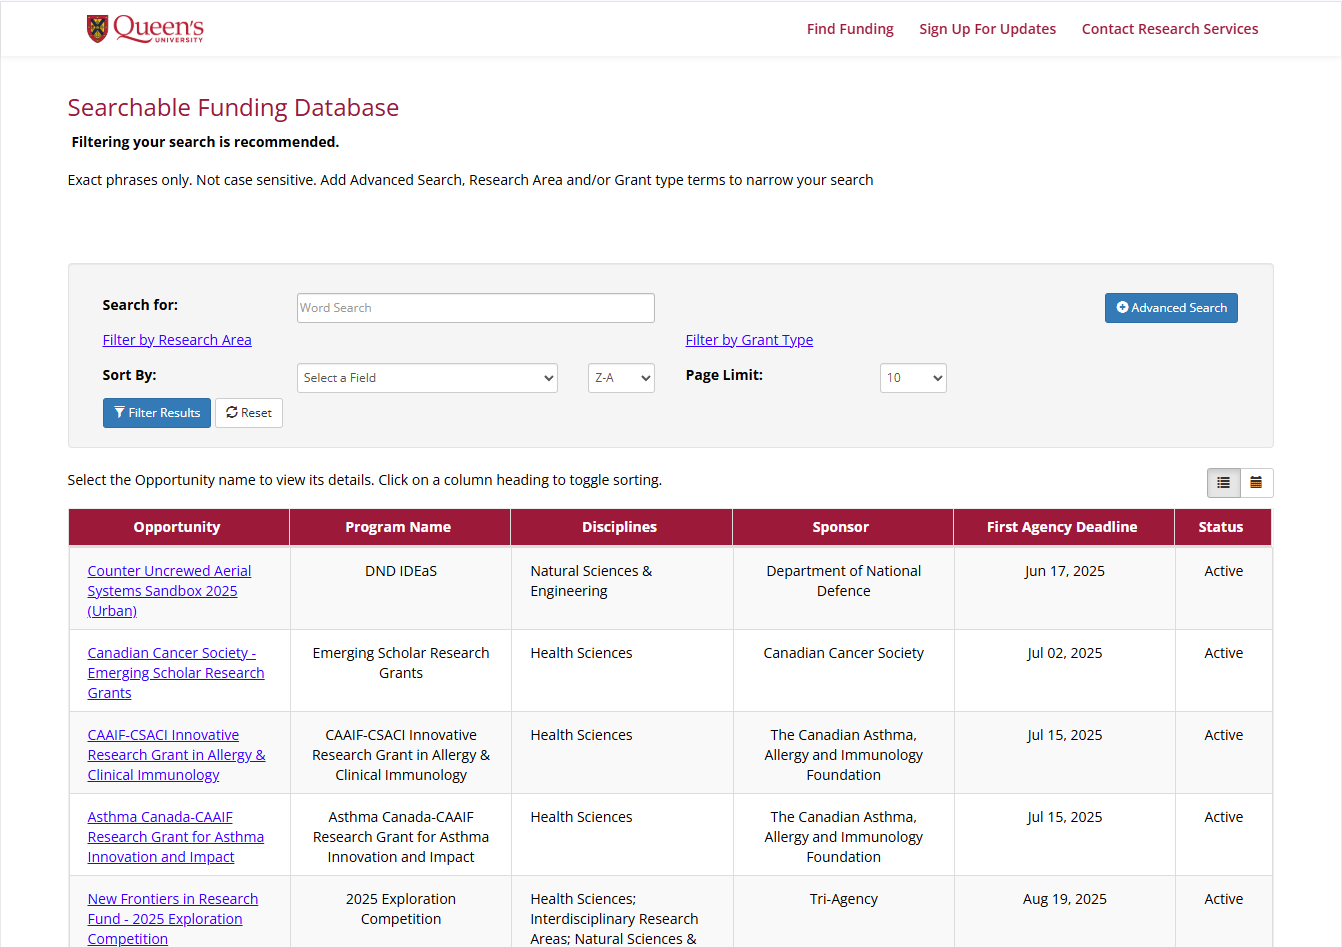 Queen's
UNIVERSITY
Find Funding
Sign Up For Updates
Contact Research Services
Searchable Funding Database
Filtering your search is recommended.
Exact phrases only. Not case sensitive. Add Advanced Search, Research Area and/or Grant type terms to narrow your search
Search for:
Word Search
Advanced Search
Filter by Research Area
Filter by Grant Type
Sort By:
Select a Field
Z-A
Page Limit:
10
Filter Results
Reset
Select the Opportunity name to view its details. Click on a column heading to toggle sorting.
Opportunity
Program Name
Disciplines
Sponsor
First Agency Deadline
Status
Counter Uncrewed Aerial
Systems Sandbox 2025
(Urban)
DND IDEaS
Natural Sciences &
Engineering
Department of National
Defence
Jun 17, 2025
Active
Canadian Cancer Society -
Emerging Scholar Research
Grants
Emerging Scholar Research
Grants
Health Sciences
Canadian Cancer Society
Jul 02, 2025
Active
CAAIF-CSACI Innovative
Research Grant in Allergy &
Clinical Immunology
CAAIF-CSACI Innovative
Research Grant in Allergy &
Clinical Immunology
Health Sciences
The Canadian Asthma,
Allergy and Immunology
Foundation
Jul 15, 2025
Active
Asthma Canada-CAAIF
Research Grant for Asthma
Innovation and Impact
Asthma Canada-CAAIF
Research Grant for Asthma
Innovation and Impact
Health Sciences
The Canadian Asthma,
Allergy and Immunology
Foundation
Jul 15, 2025
Active
New Frontiers in Research
Fund - 2025 Exploration
Competition
2025 Exploration
Competition
Health Sciences;
Interdisciplinary Research
Areas; Natural Sciences &
Tri-Agency
Aug 19, 2025
Active